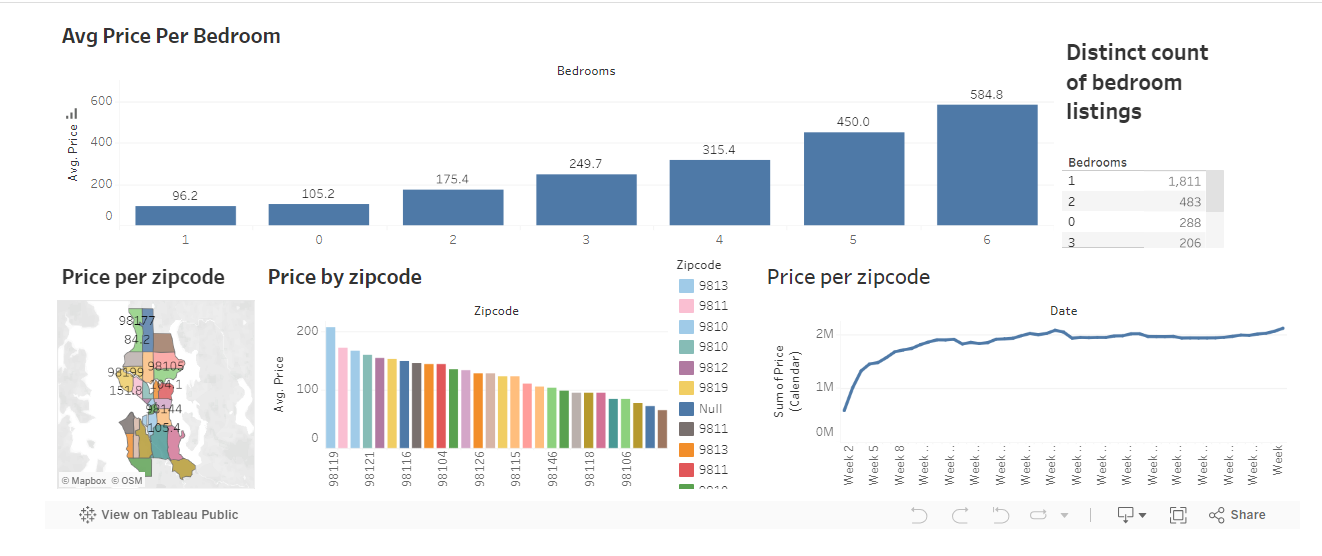 Avg Price Per Bedroom
Bedrooms
Avg. Price
600
400
200
0
96.2
105.2
175.4
249.7
315.4
450.0
584.8
1
0
2
3
4
5
6
Distinct count
of bedroom
listings
Bedrooms
1 1,811
2 483
0 288
3 206
Price per zipcode
98177
84.2
98199
98105
151.8
98144
105.4
© Mapbox © OSM
Price by zipcode
Zipcode
Avg. Price
200
100
0
98119
98121
98116
98104
98126
98115
98146
98118
98106
Zipcode
9813
9811
9810
9810
9812
9819
Null
9811
9813
9811
Price per zipcode
Date
Sum of Price
(Calendar)
2M
1M
0M
Week 2
Week 5
Week 8
Week ..
Week ..
Week ..
Week ..
Week ..
Week ..
Week ..
Week ..
Week ..
Week ..
Week ..
Week ..
Week ..
Week ..
Week
View on Tableau Public
Share